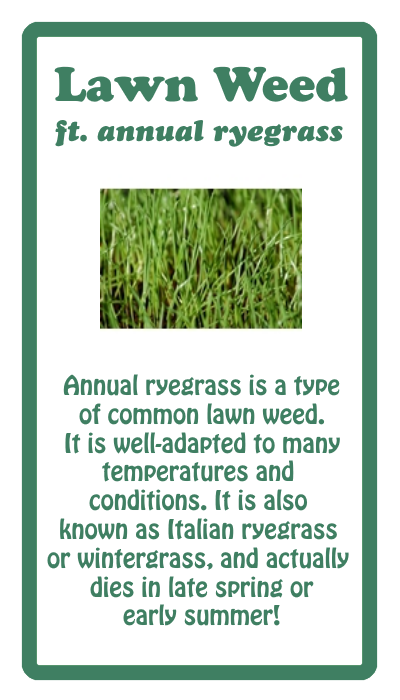 Lawn Weed
ft. annual ryegrass
Annual ryegrass is a type
of common lawn weed.
It is well-adapted to many
temperatures and
conditions. It is also
known as Italian ryegrass
or wintergrass, and actually
dies in late spring or
early summer!